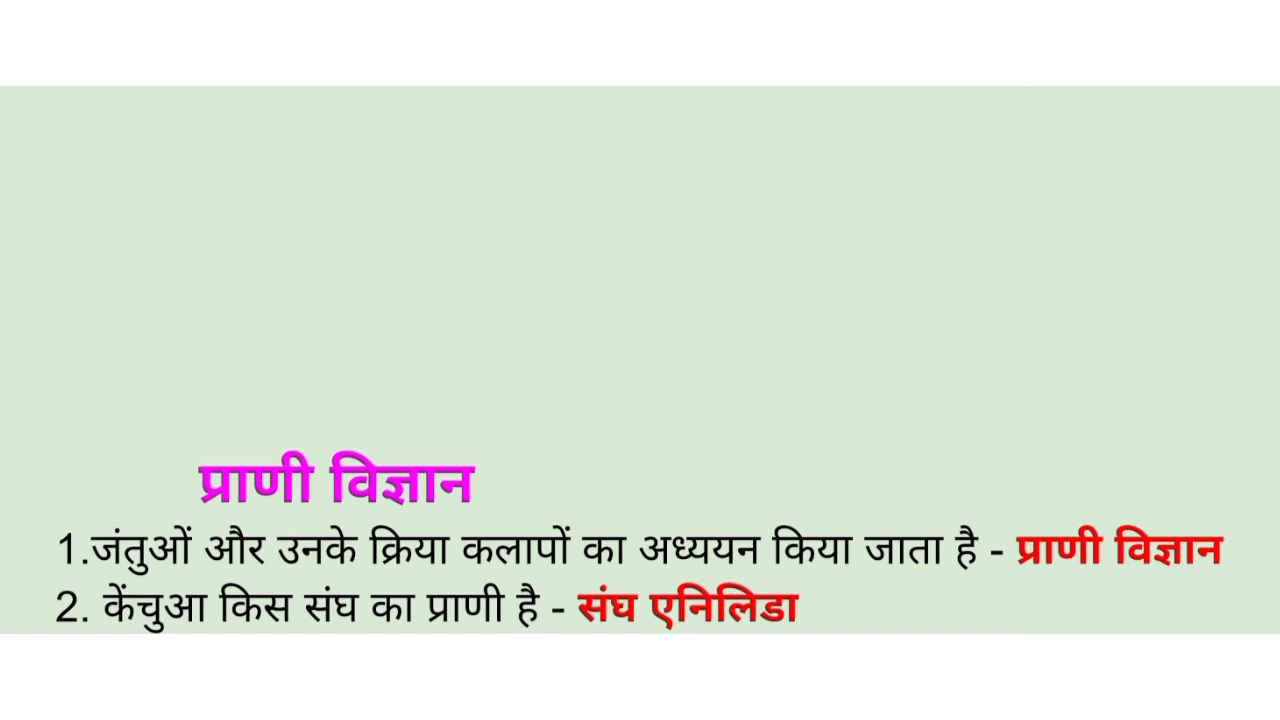 प्राणी विज्ञान
1.जंतुओं और उनके क्रिया कलापों का अध्ययन किया जाता है - प्राणी विज्ञान
2. केंचुआ किस संघ का प्राणी है - संघ एनिलिडा